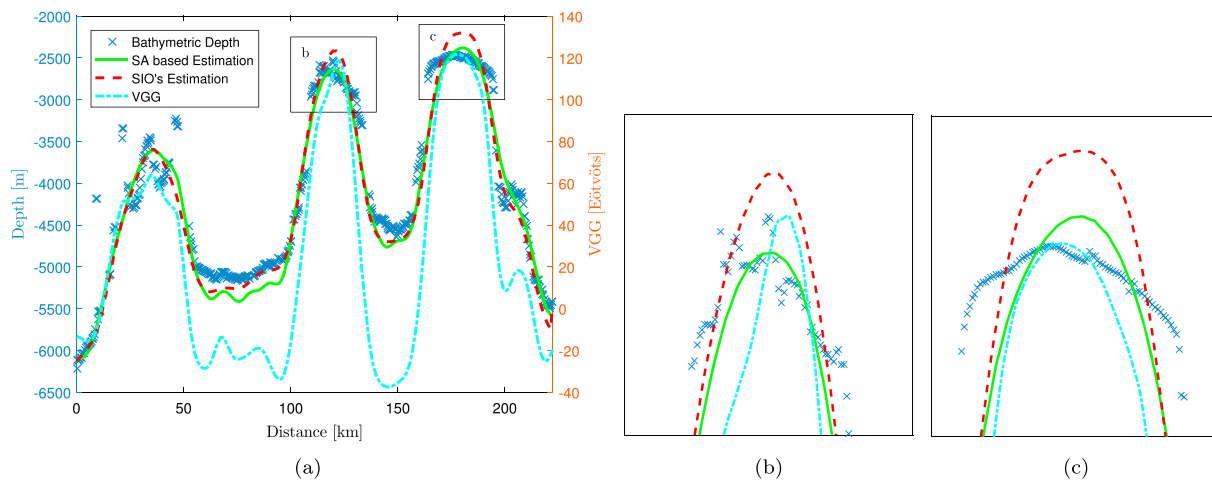 -2000
-2500
-3000
-3500
-4000
-4500
-5000
-5500
-6000
-6500
Depth [m]
0
50
100
150
200
Distance [km]
140
120
100
80
60
40
20
0
-20
-40
VGG [Eotvöts]
Bathymetric Depth
SA based Estimation
SIO's Estimation
VGG
b
c
(a)
(b)
(c)